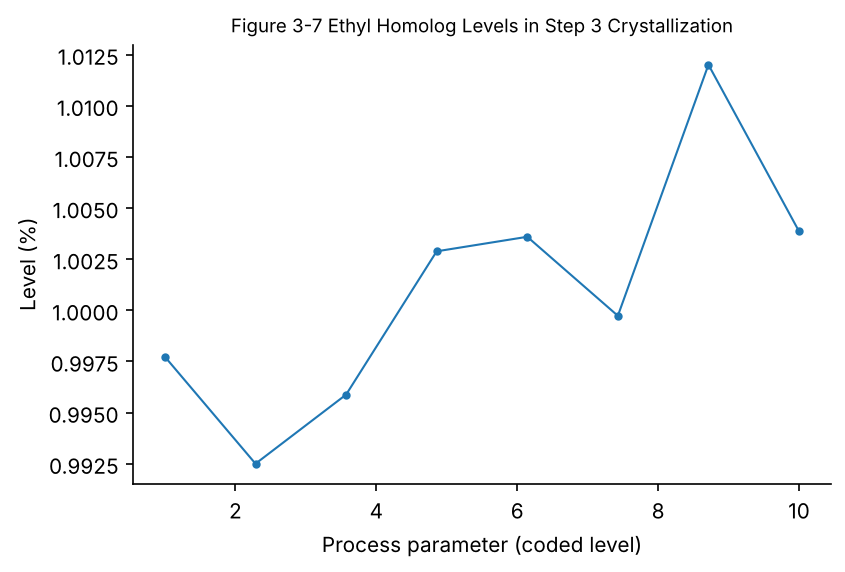 Figure 3-7 Ethyl Homolog Levels in Step 3 Crystallization
Level (%)
1.0125
1.0100
1.0075
1.0050
1.0025
1.0000
0.9975
0.9950
0.9925
2 4 6 8 10
Process parameter (coded level)